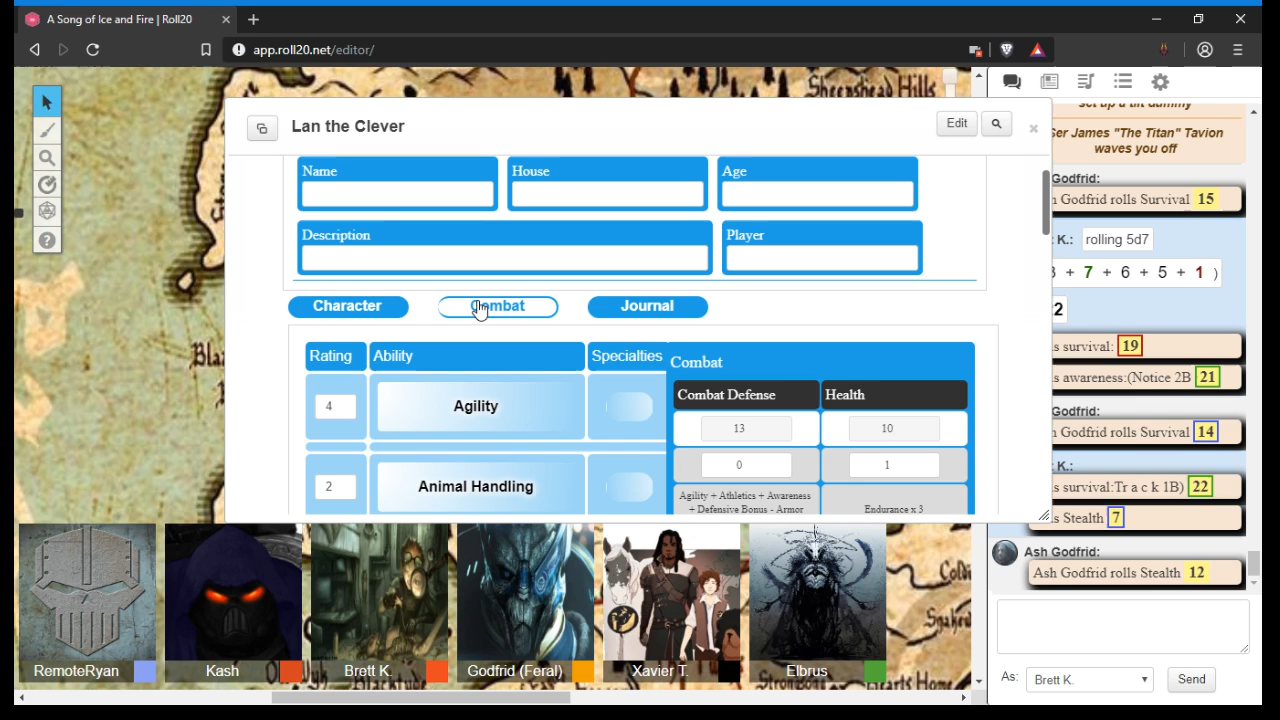 A Song of Ice and Fire | Roll20
app.roll20.net/editor/
Sheepshead Hills
Lan the Clever
Edit
Name
House
Age
Description
Player
Character
Combat
Journal
Rating
Ability
Specialties
Combat
Combat Defense
Health
4
Agility
13
10
0
1
2
Animal Handling
Agility + Athletics + Awareness
+ Defensive Bonus - Armor
Endurance x 3
set up a tilt dummy
Ser James "The Titan" Tavion
waves you off
Godfrid:
Godfrid rolls Survival 15
K.: rolling 5d7
+ 7 + 6 + 5 + 1 )
2
s survival: 19
s awareness:(Notice 2B 21
Godfrid:
Godfrid rolls Survival 14
K.:
s survival:Tr a c k 1B) 22
s Stealth 7
Ash Godfrid:
Ash Godfrid rolls Stealth 12
As:
Brett K.
Send
RemoteRyan
Kash
Brett K.
Godfrid (Feral)
Xavier T.
Elbrus
Hearts Home